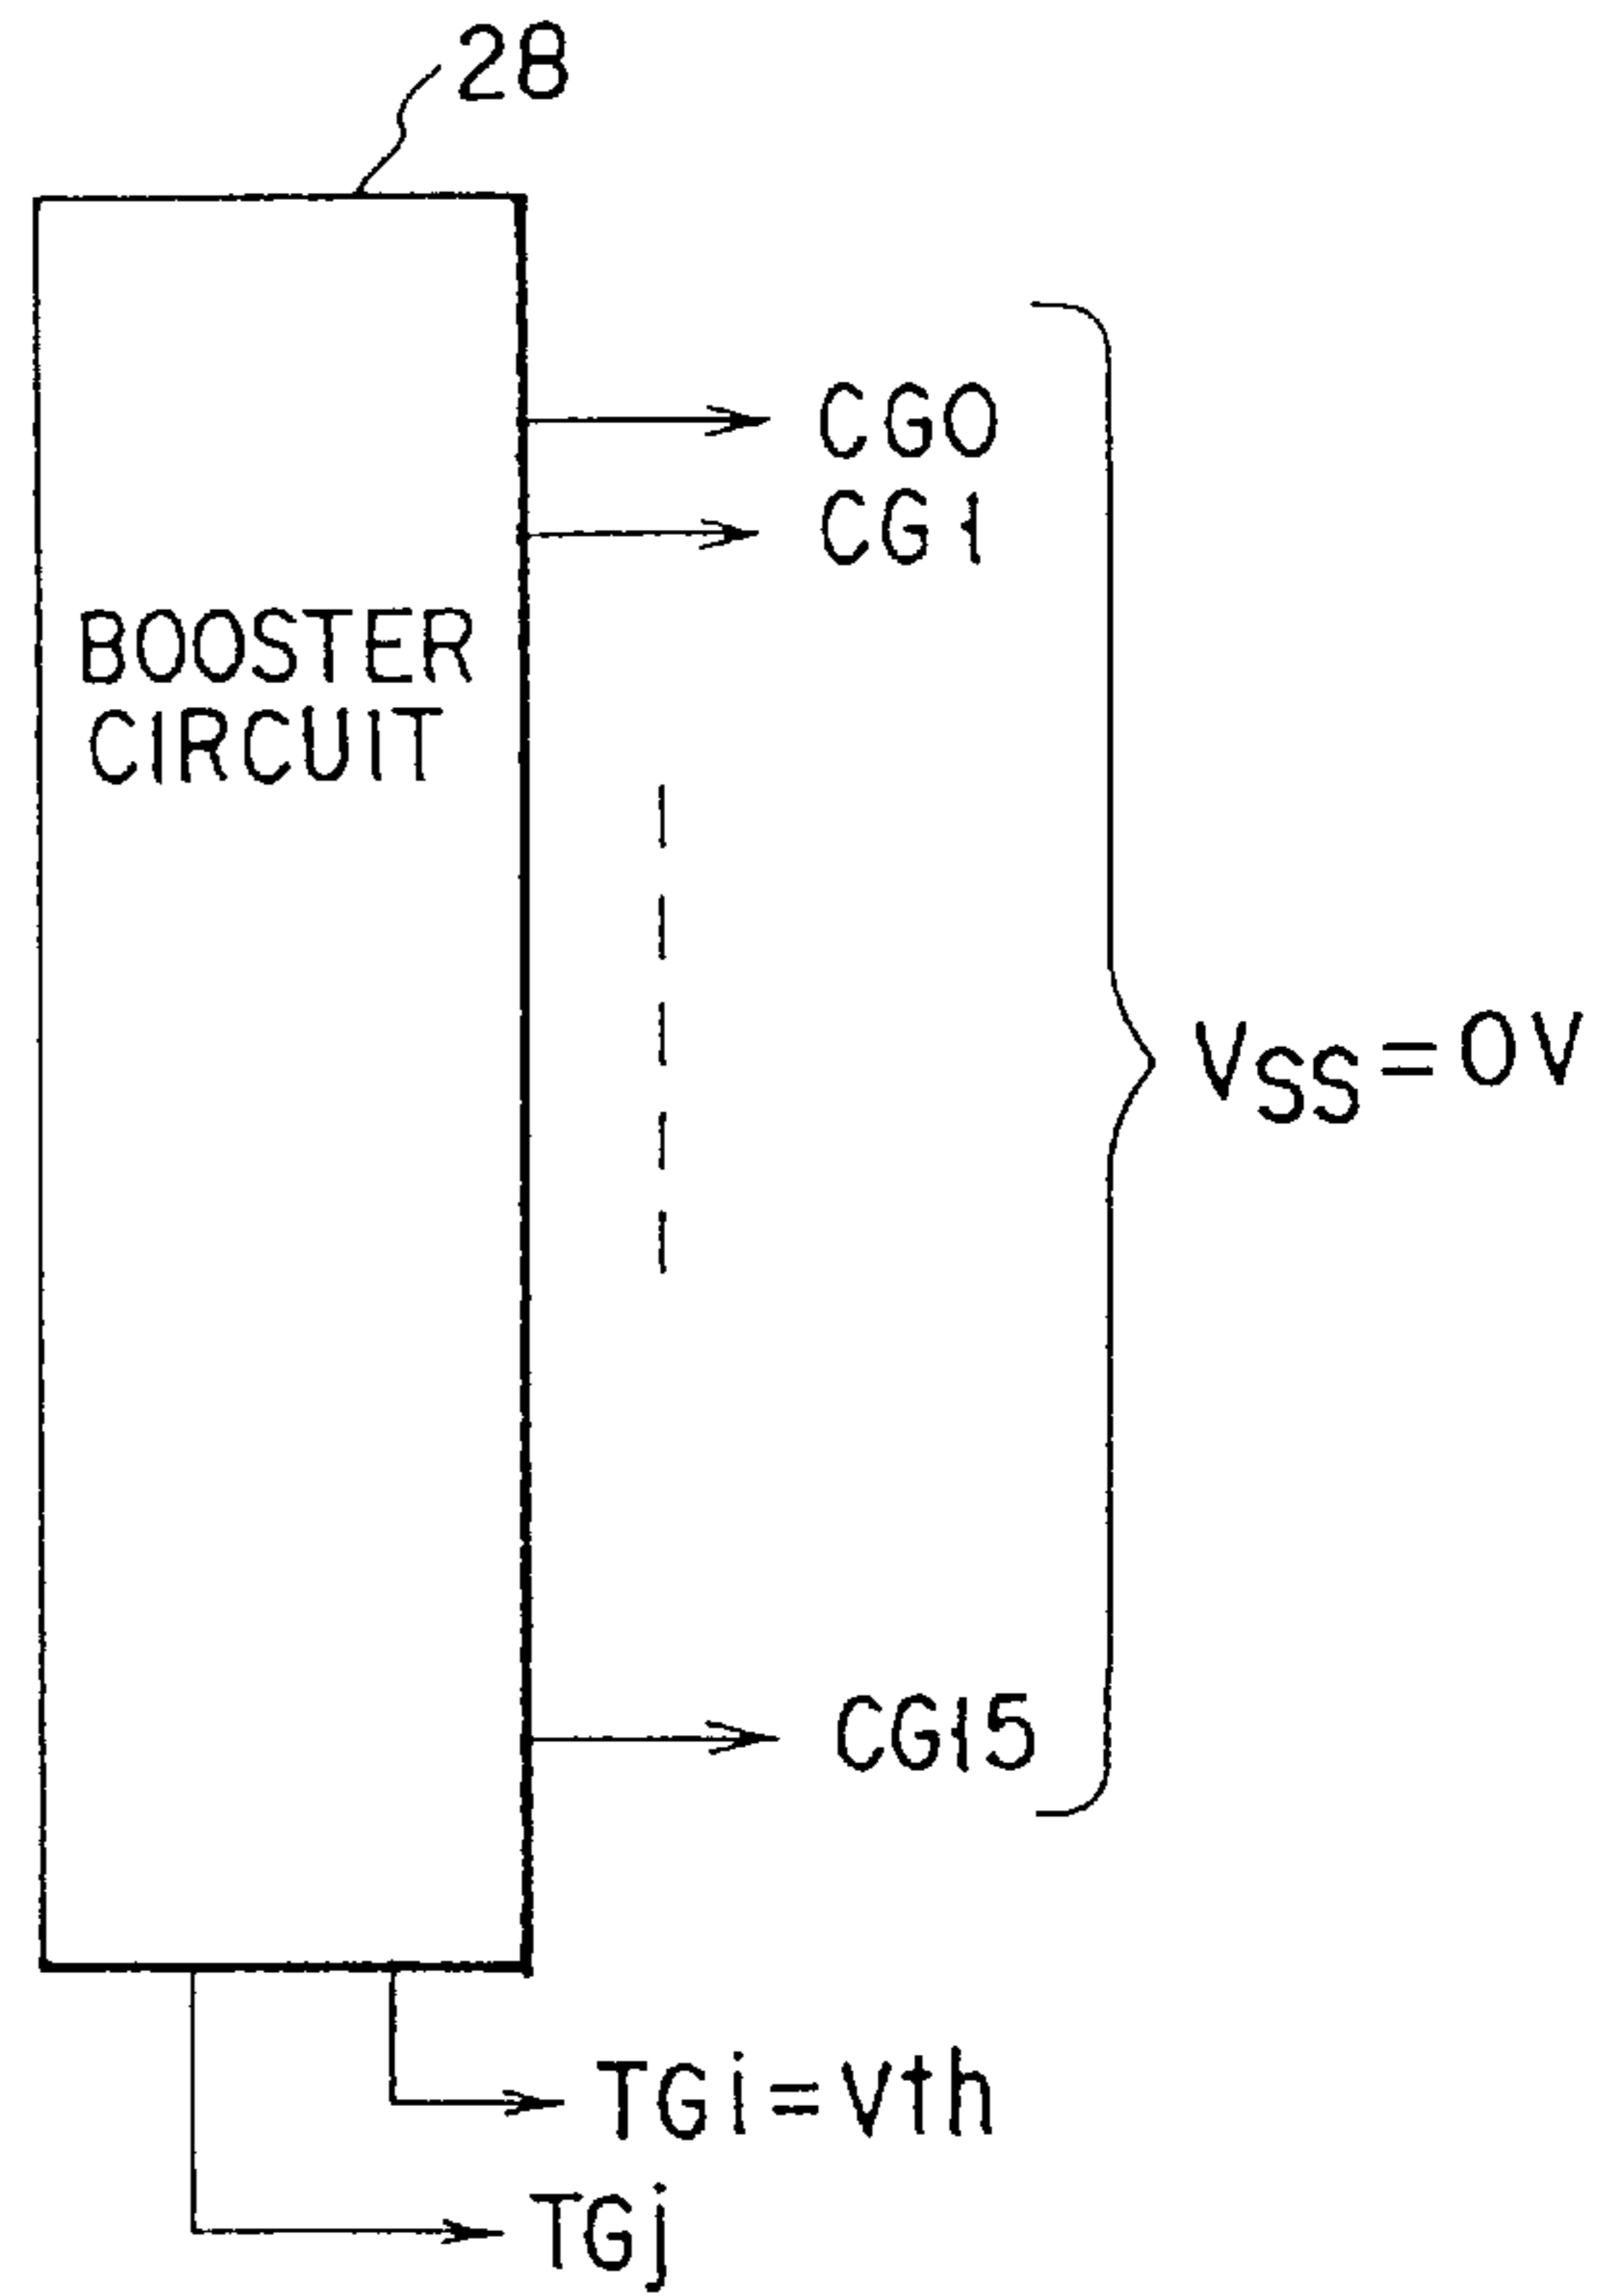 28
CG0
CG1
BOOSTER
CIRCUIT
VSS=0V
CG15
TGi=Vth
TGj